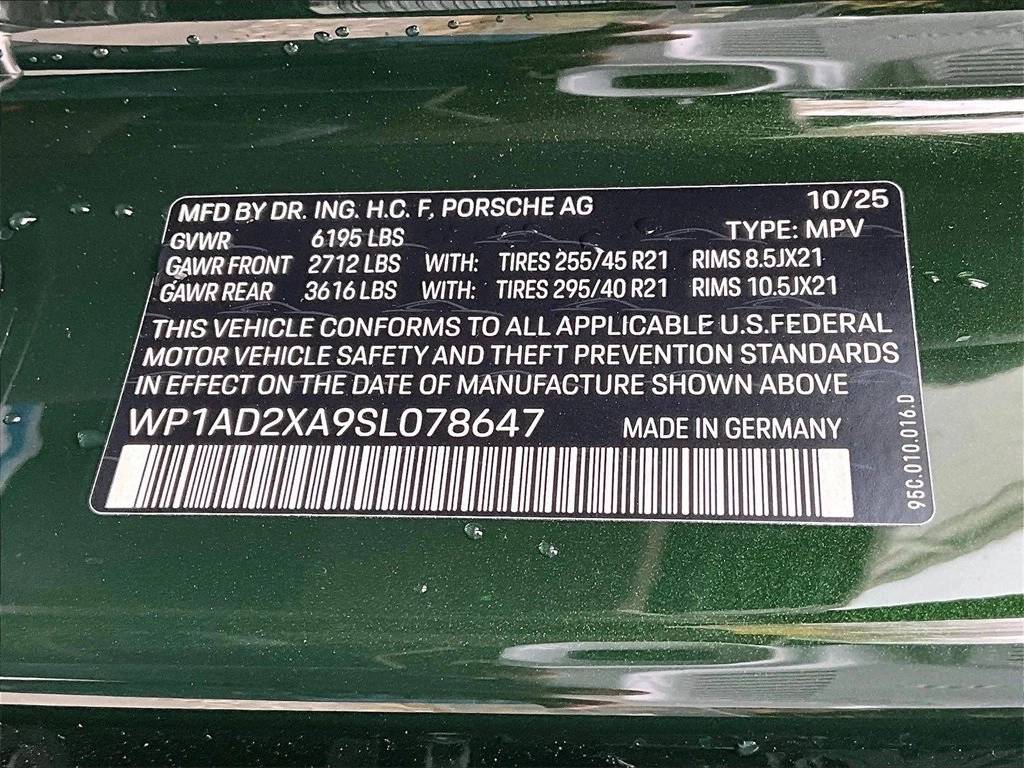 MFD BY DR. ING. H.C. F. PORSCHE AG 10/25
GVWR 6195 LBS TYPE: MPV
GAWR FRONT 2712 LBS WITH: TIRES 255/45 R21 RIMS 8.5JX21
GAWR REAR 3616 LBS WITH: TIRES 295/40 R21 RIMS 10.5JX21
THIS VEHICLE CONFORMS TO ALL APPLICABLE U.S.FEDERAL
MOTOR VEHICLE SAFETY AND THEFT PREVENTION STANDARDS
IN EFFECT ON THE DATE OF MANUFACTURE SHOWN ABOVE
WP1AD2XA9SL078647 MADE IN GERMANY
95C.010.016.D